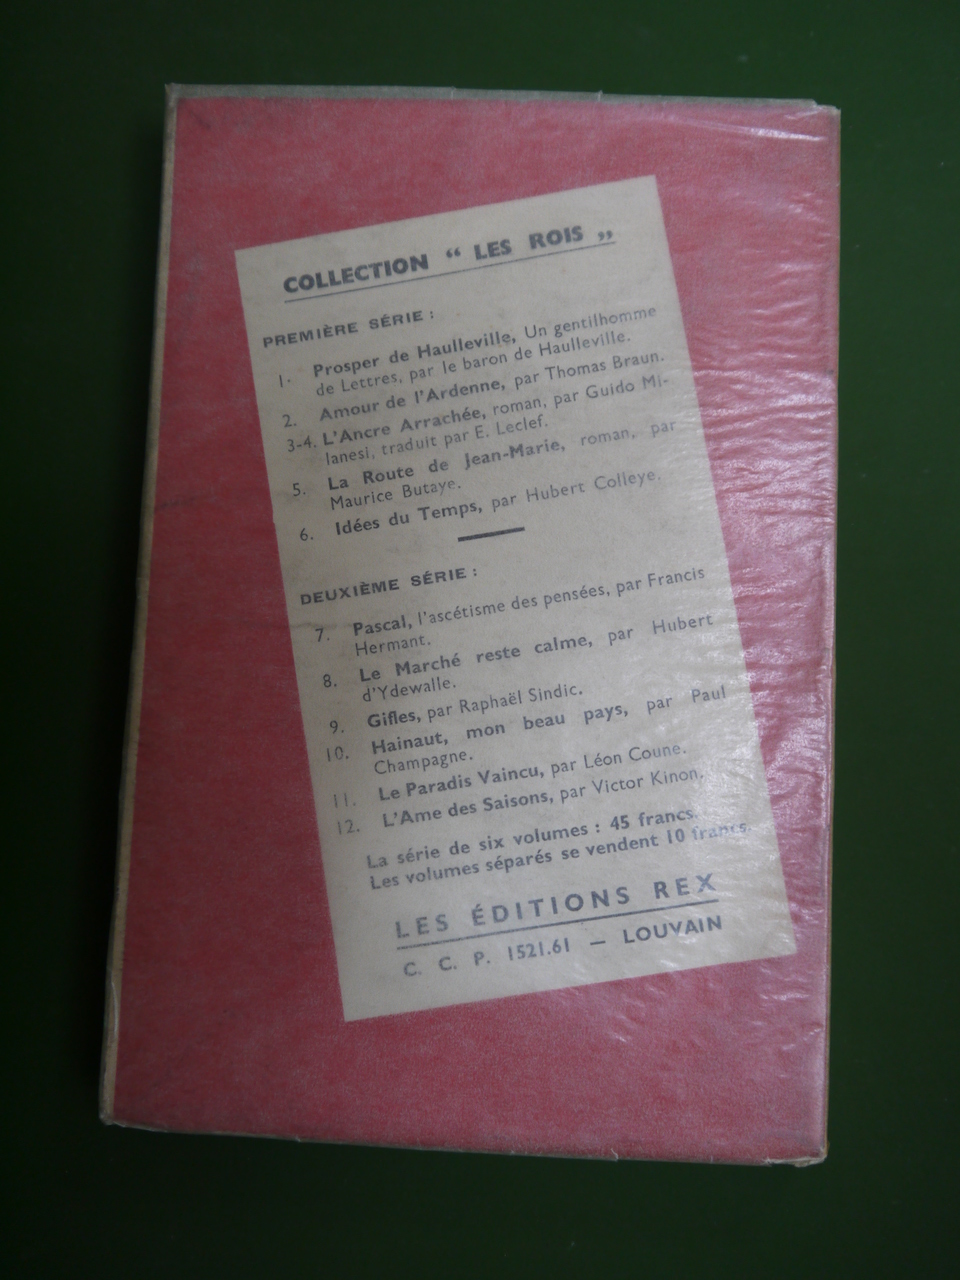 COLLECTION “ LES ROIS „
PREMIÈRE SÉRIE :
1. Prosper de Haulleville, Un gentilhomme
de Lettres, par le baron de Haulleville.
2. Amour de l'Ardenne, par Thomas Braun.
3-4. L'Ancre Arrachée, roman, par Guido Mi-
lanesi, traduit par E. Leclef.
5. La Route de Jean-Marie, roman, par
Maurice Butaye.
6. Idées du Temps, par Hubert Colleye.
DEUXIÈME SÉRIE :
7. Pascal, l'ascétisme des pensées, par Francis
Hermant.
8. Le Marché reste calme, par Hubert
d'Ydewalle.
9. Gifles, par Raphaël Sindic.
10. Hainaut, mon beau pays, par Paul
Champagne.
11. Le Paradis Vaincu, par Léon Coune.
12. L'Ame des Saisons, par Victor Kinon.
La série de six volumes : 45 francs.
Les volumes séparés se vendent 10 francs.
LES ÉDITIONS REX
C. C. P. 1521.61 — LOUVAIN